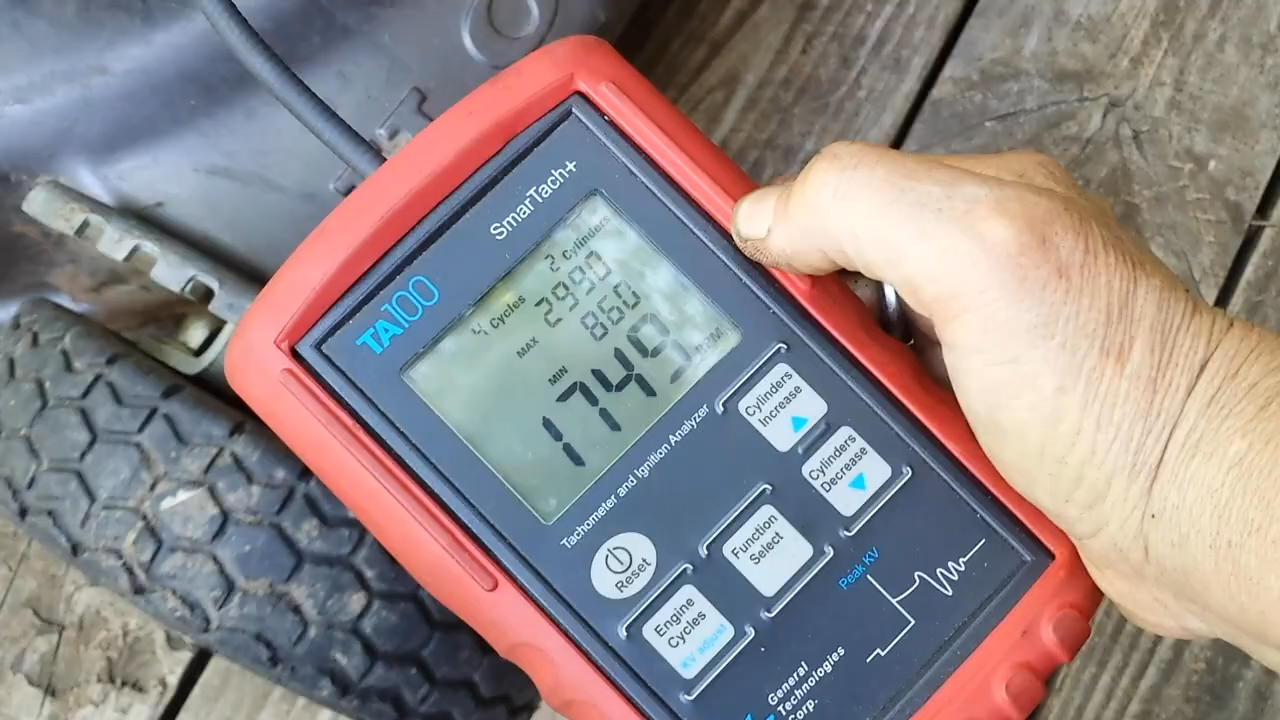 SmarTach+
TA100
4 Cycles 2 Cylinders
MAX 2990
MIN 860
1749 RPM
Tachometer and Ignition Analyzer
Cylinders
Increase
Cylinders
Decrease
Function
Select
Reset
Engine
Cycles
KV adjust
Peak KV
General
Technologies
Corp.